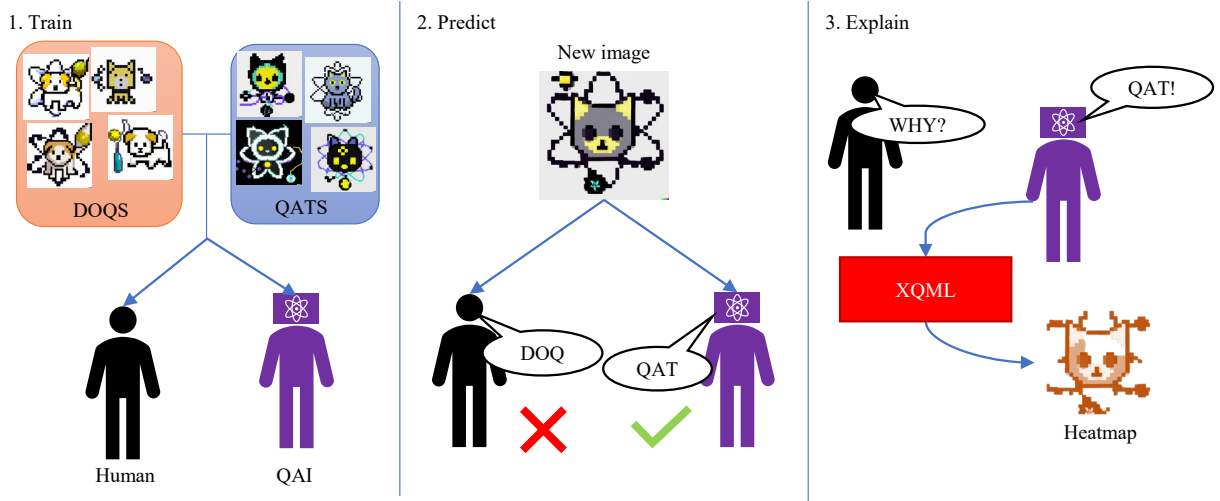 1. Train
DOQS
QATS
Human
QAI
2. Predict
New image
DOQ
QAT
3. Explain
WHY?
QAT!
XQML
Heatmap